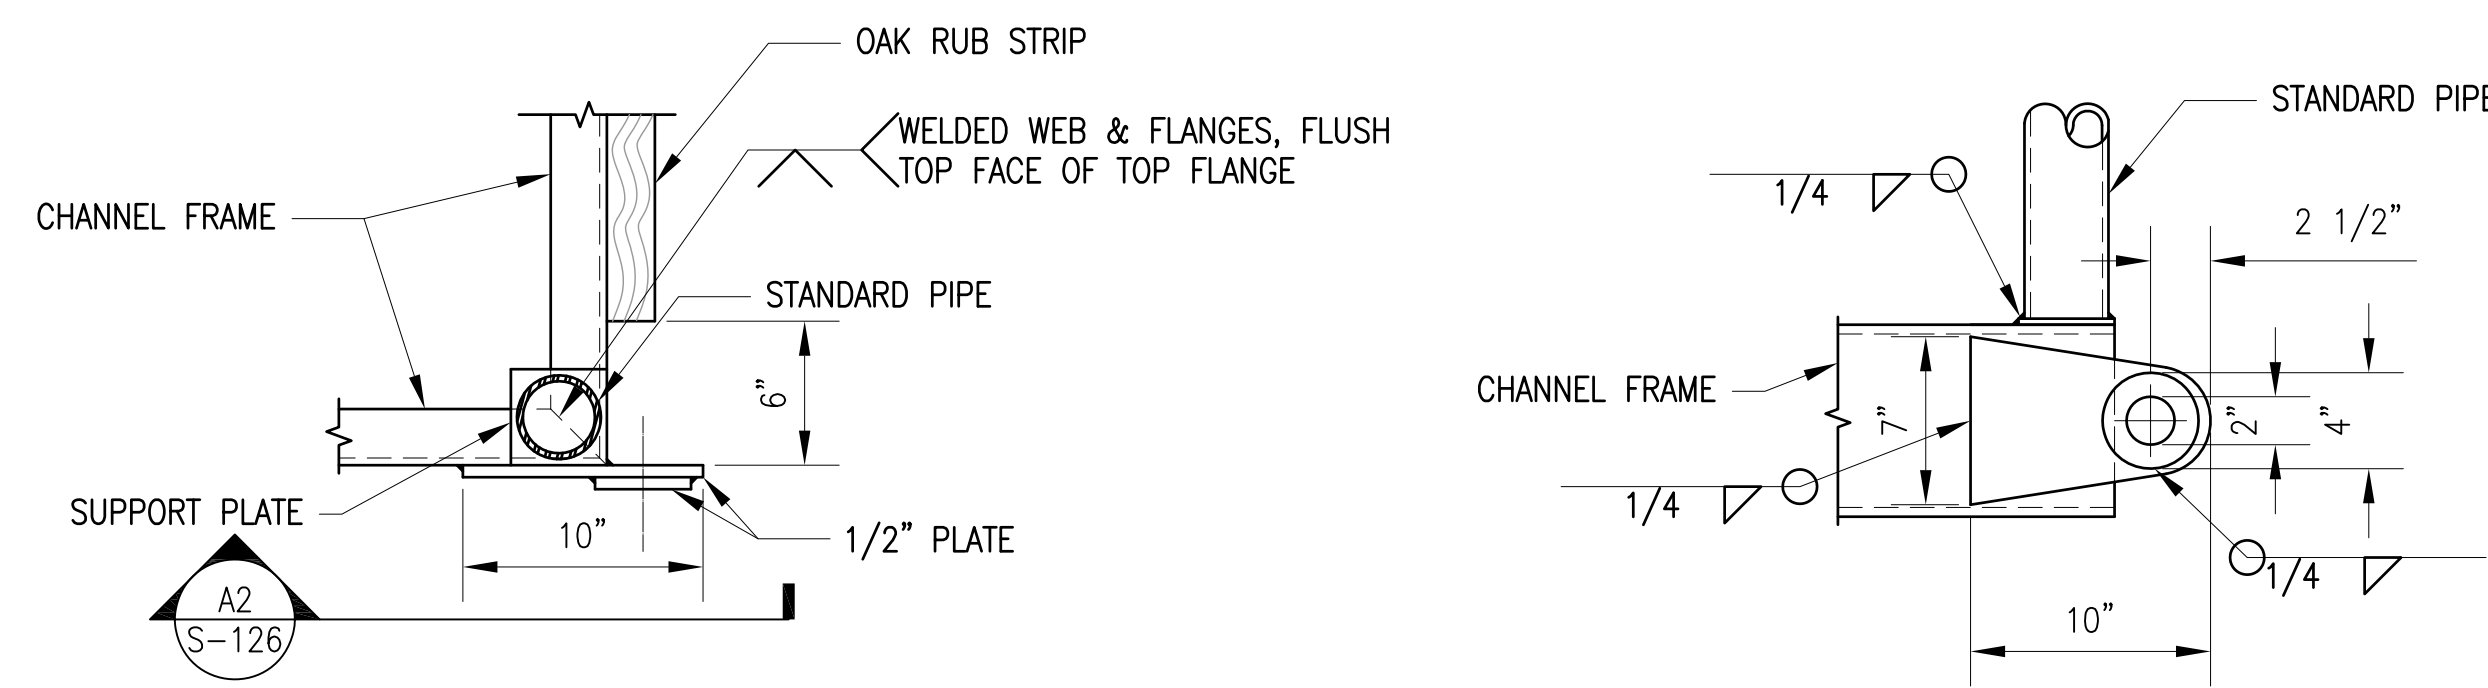 OAK RUB STRIP
WELDED WEB & FLANGES, FLUSH
TOP FACE OF TOP FLANGE
CHANNEL FRAME
STANDARD PIPE
6"
SUPPORT PLATE
10"
1/2" PLATE
A2
S-126
STANDARD PIPE
1/4
2 1/2"
CHANNEL FRAME
7"
2"
4"
1/4
1/4
10"